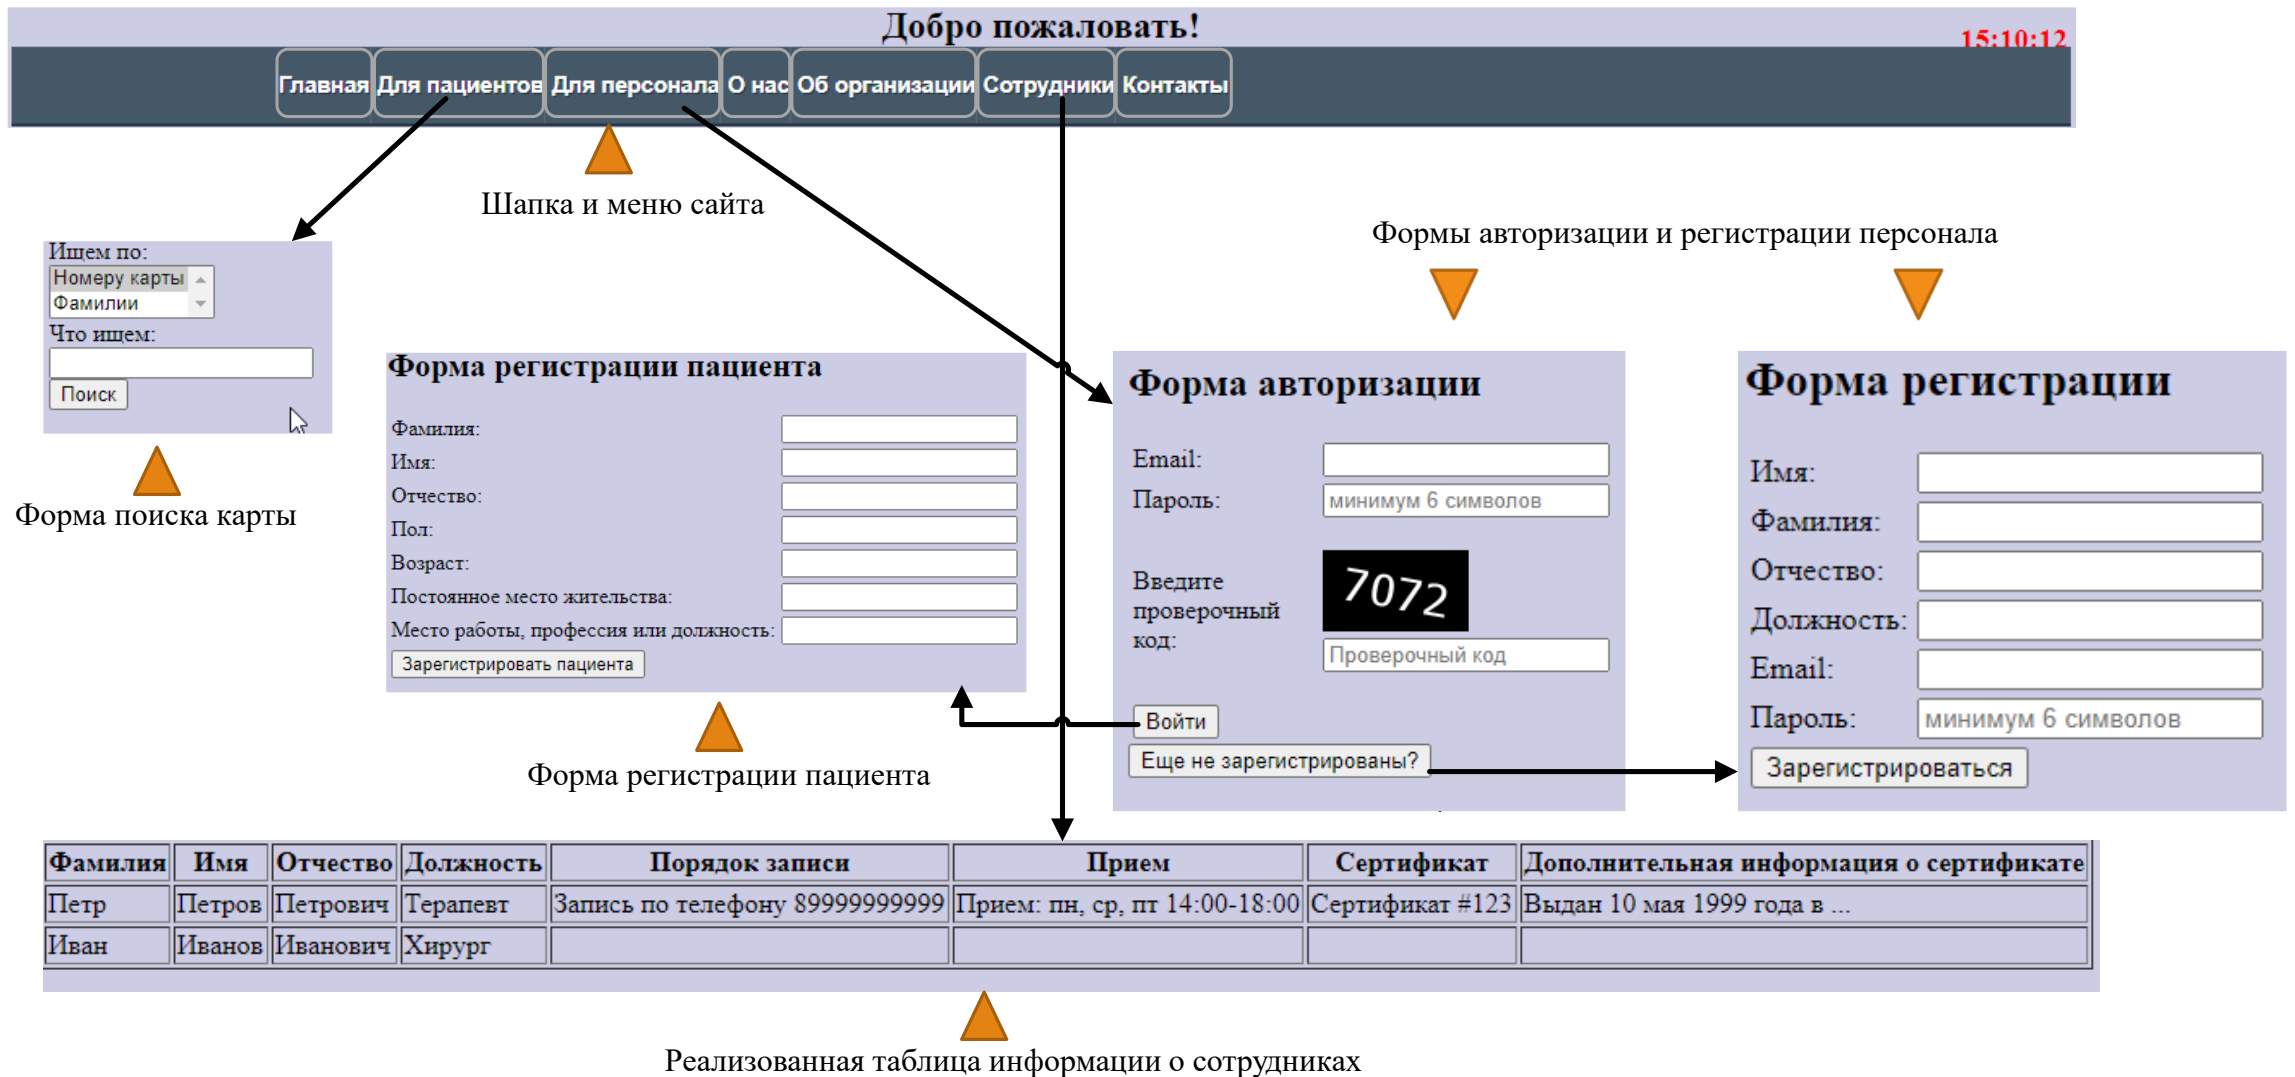 Добро пожаловать!
15:10:12
Главная Для пациентов Для персонала О нас Об организации Сотрудники Контакты
Шапка и меню сайта
Формы авторизации и регистрации персонала
Ищем по:
Номеру карты
Фамилии
Что ищем:
Поиск
Форма поиска карты
Форма регистрации пациента
Фамилия:
Имя:
Отчество:
Пол:
Возраст:
Постоянное место жительства:
Место работы, профессия или должность:
Зарегистрировать пациента
Форма регистрации пациента
Форма авторизации
Email:
Пароль: минимум 6 символов
7072
Введите
проверочный
код:
Проверочный код
Войти
Еще не зарегистрированы?
Форма регистрации
Имя:
Фамилия:
Отчество:
Должность:
Email:
Пароль: минимум 6 символов
Зарегистрироваться
Фамилия Имя Отчество Должность Порядок записи Прием Сертификат Дополнительная информация о сертификате
Петр Петров Петрович Терапевт Запись по телефону 89999999999 Прием: пн, ср, пт 14:00-18:00 Сертификат #123 Выдан 10 мая 1999 года в ...
Иван Иванов Иванович Хирург
Реализованная таблица информации о сотрудниках